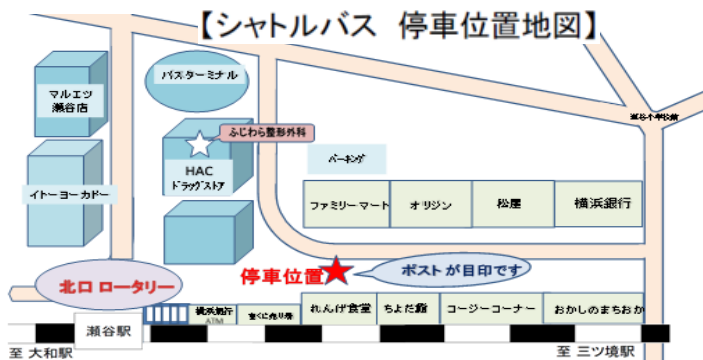 【シャトルバス 停車位置地図】
バスターミナル
マルエツ
瀬谷店
ふじわら整形外科
HAC
ドラッグストア
イトーヨーカドー
パーキング
ファミリーマート
オリジン
松屋
横浜銀行
北口 ロータリー
停車位置
ポストが目印です
瀬谷駅
横浜銀行
ATM
宝くじ売り場
れんげ食堂
ちよだ鮨
コージーコーナー
おかしのまちおか
至 大和駅
至 三ツ境駅